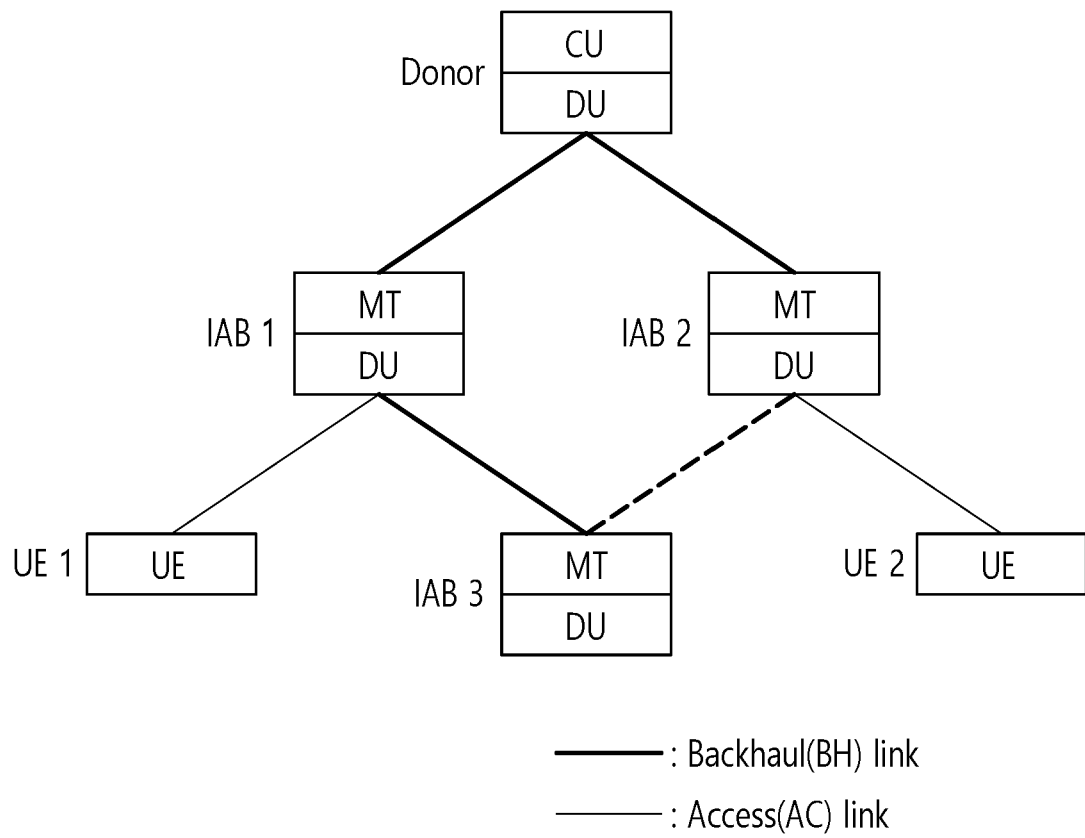 CU
Donor
DU
MT
IAB 1
DU
MT
IAB 2
DU
UE 1
UE
MT
IAB 3
DU
UE 2
UE
: Backhaul(BH) link
: Access(AC) link